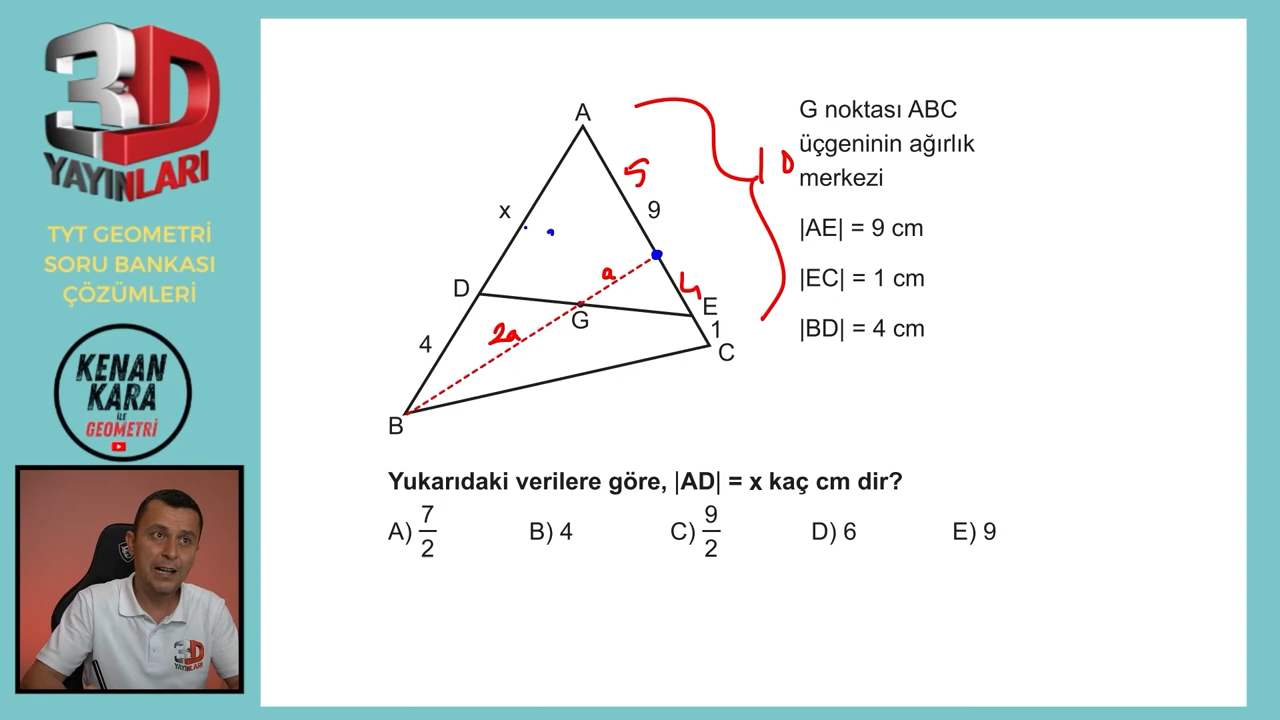 3D
YAYINLARI
TYT GEOMETRİ
SORU BANKASI
ÇÖZÜMLERİ
KENAN
KARA
İLE
GEOMETRİ
3D
YAYINLARI
A
x
5
9
10
D
a
4
E
G
1
2a
4
C
B
G noktası ABC
üçgeninin ağırlık
merkezi
|AE| = 9 cm
|EC| = 1 cm
|BD| = 4 cm
Yukarıdaki verilere göre, |AD| = x kaç cm dir?
A) 7/2 B) 4 C) 9/2 D) 6 E) 9